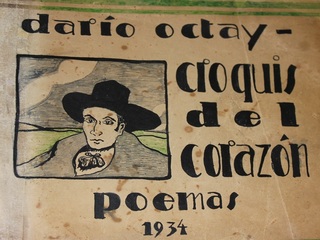 darío octay-
croquis
del
corazón
poemas
1934